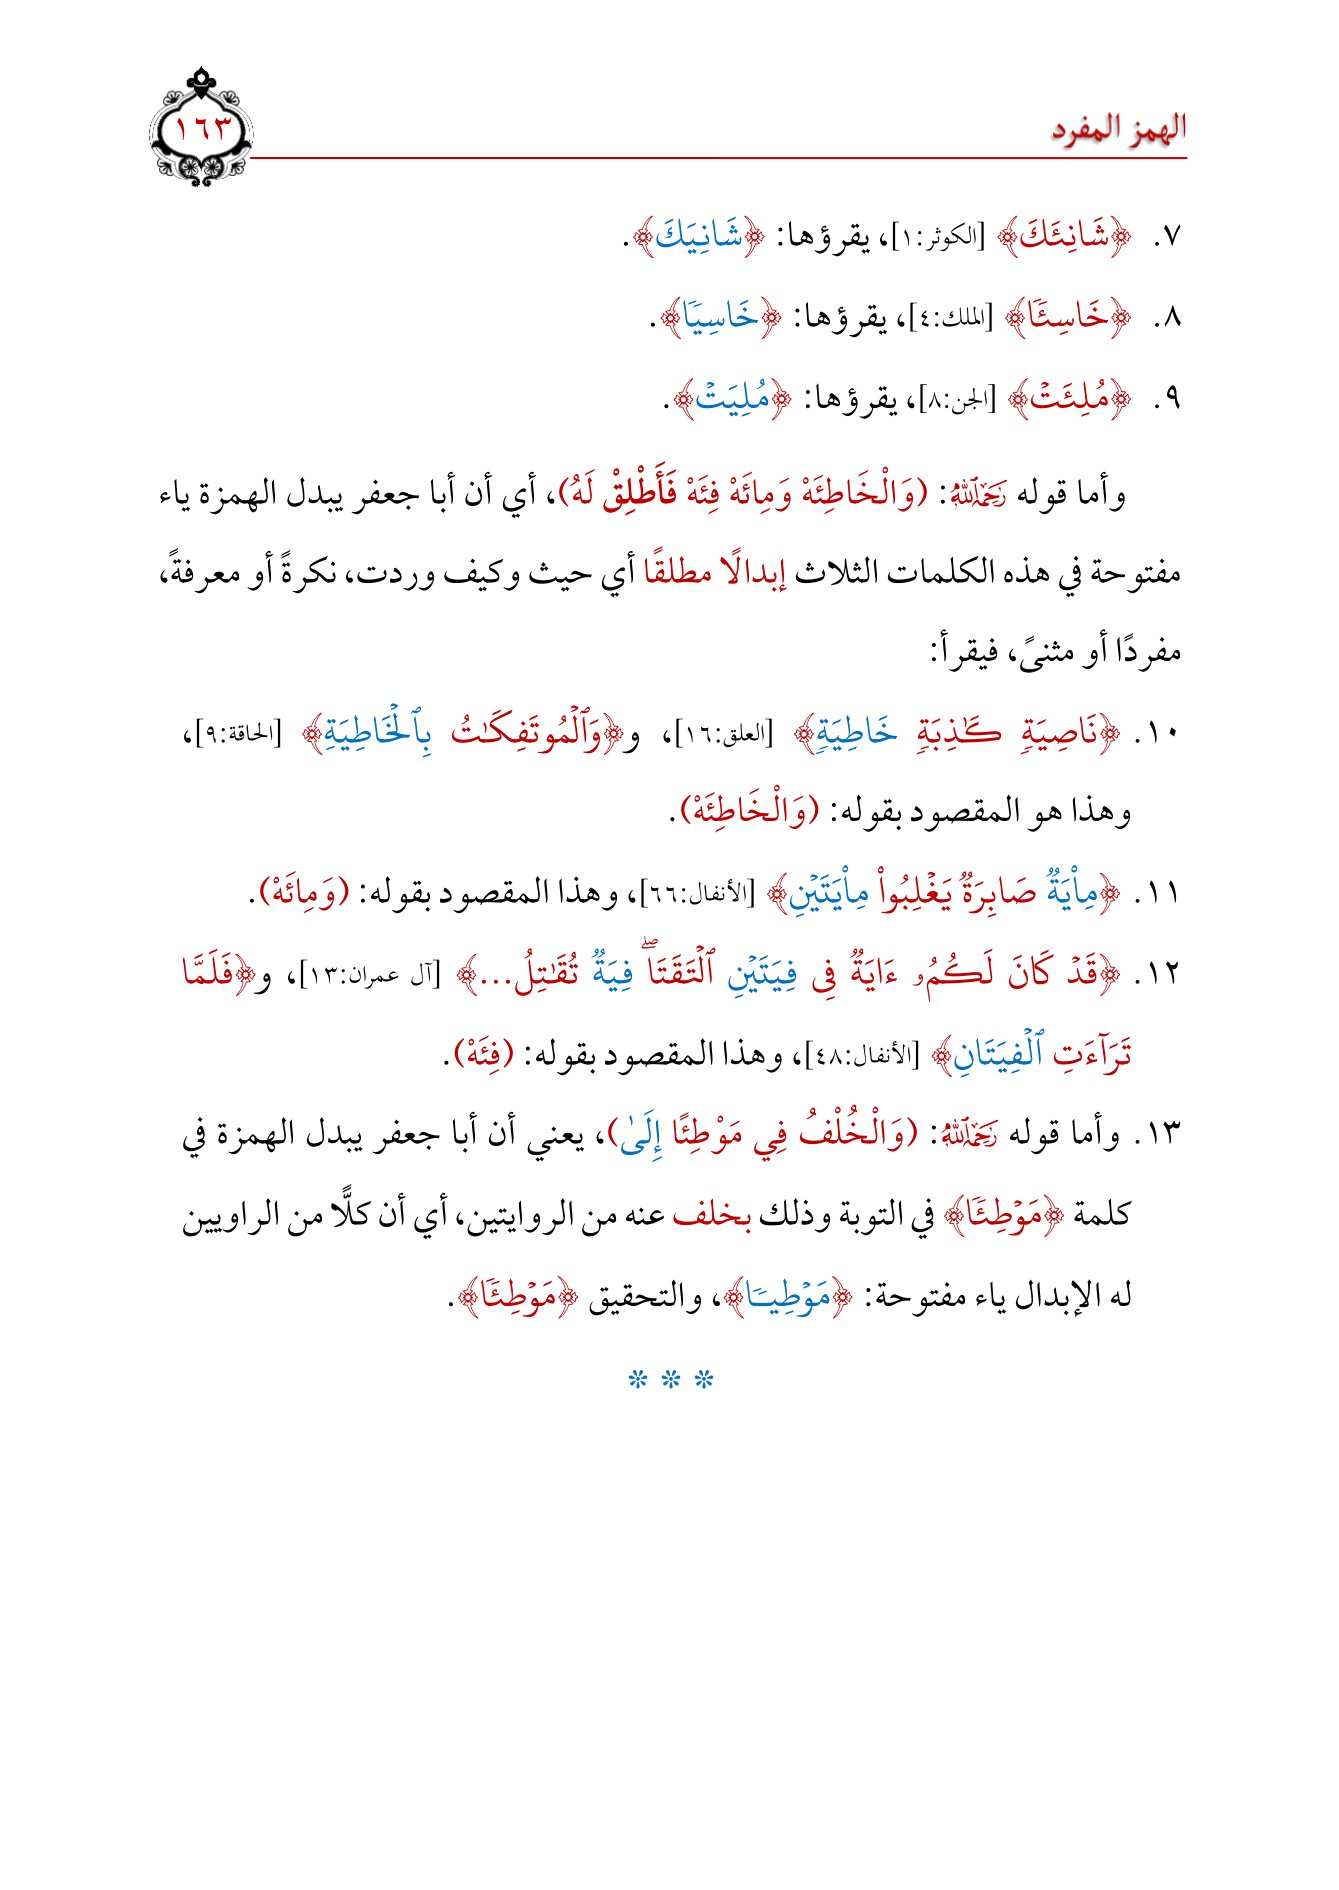 الهمز المفرد
١٦٣
٧. ﴿شَانِئَكَ﴾ [الكوثر:١]، يقرؤها: ﴿شَانِيَكَ﴾.
٨. ﴿خَاسِئٗا﴾ [الملك:٤]، يقرؤها: ﴿خَاسِيٗا﴾.
٩. ﴿مُلِئَتۡ﴾ [الجن:٨]، يقرؤها: ﴿مُلِيَتۡ﴾.
وأما قوله رَحِمَهُ ٱللَّهُ: (وَالْخَاطِئَهْ وَمِائَهْ فِئَهْ فَأَطْلِقْ لَهُ)، أي أن أبا جعفر يبدل الهمزة ياء
مفتوحة في هذه الكلمات الثلاث إبدالًا مطلقًا أي حيث وكيف وردت، نكرةً أو معرفةً،
مفردًا أو مثنىً، فيقرأ:
١٠. ﴿نَاصِيَةٖ كَٰذِبَةٍ خَاطِيَةٖ﴾ [العلق:١٦]، و﴿وَٱلۡمُوتَفِكَٰتُ بِٱلۡخَاطِيَةِ﴾ [الحاقة:٩]،
وهذا هو المقصود بقوله: (وَالْخَاطِئَهْ).
١١. ﴿مِاْيَةٞ صَابِرَةٞ يَغۡلِبُواْ مِاْيَتَيۡنِ﴾ [الأنفال:٦٦]، وهذا المقصود بقوله: (وَمِائَهْ).
١٢. ﴿قَدۡ كَانَ لَكُمُۥ ءَايَةٞ فِي فِيَتَيۡنِ ٱلۡتَقَتَاۖ فِيَةٞ تُقَٰتِلُ...﴾ [آل عمران:١٣]، و﴿فَلَمَّا
تَرَآءَتِ ٱلۡفِيَتَانِ﴾ [الأنفال:٤٨]، وهذا المقصود بقوله: (فِئَهْ).
١٣. وأما قوله رَحِمَهُ ٱللَّهُ: (وَالْخُلْفُ فِي مَوْطِئًا إِلَىٰ)، يعني أن أبا جعفر يبدل الهمزة في
كلمة ﴿مَوۡطِئٗا﴾ في التوبة وذلك بخلف عنه من الروايتين، أي أن كلًّا من الراويين
له الإبدال ياء مفتوحة: ﴿مَوۡطِيٗا﴾، والتحقيق ﴿مَوۡطِئٗا﴾.